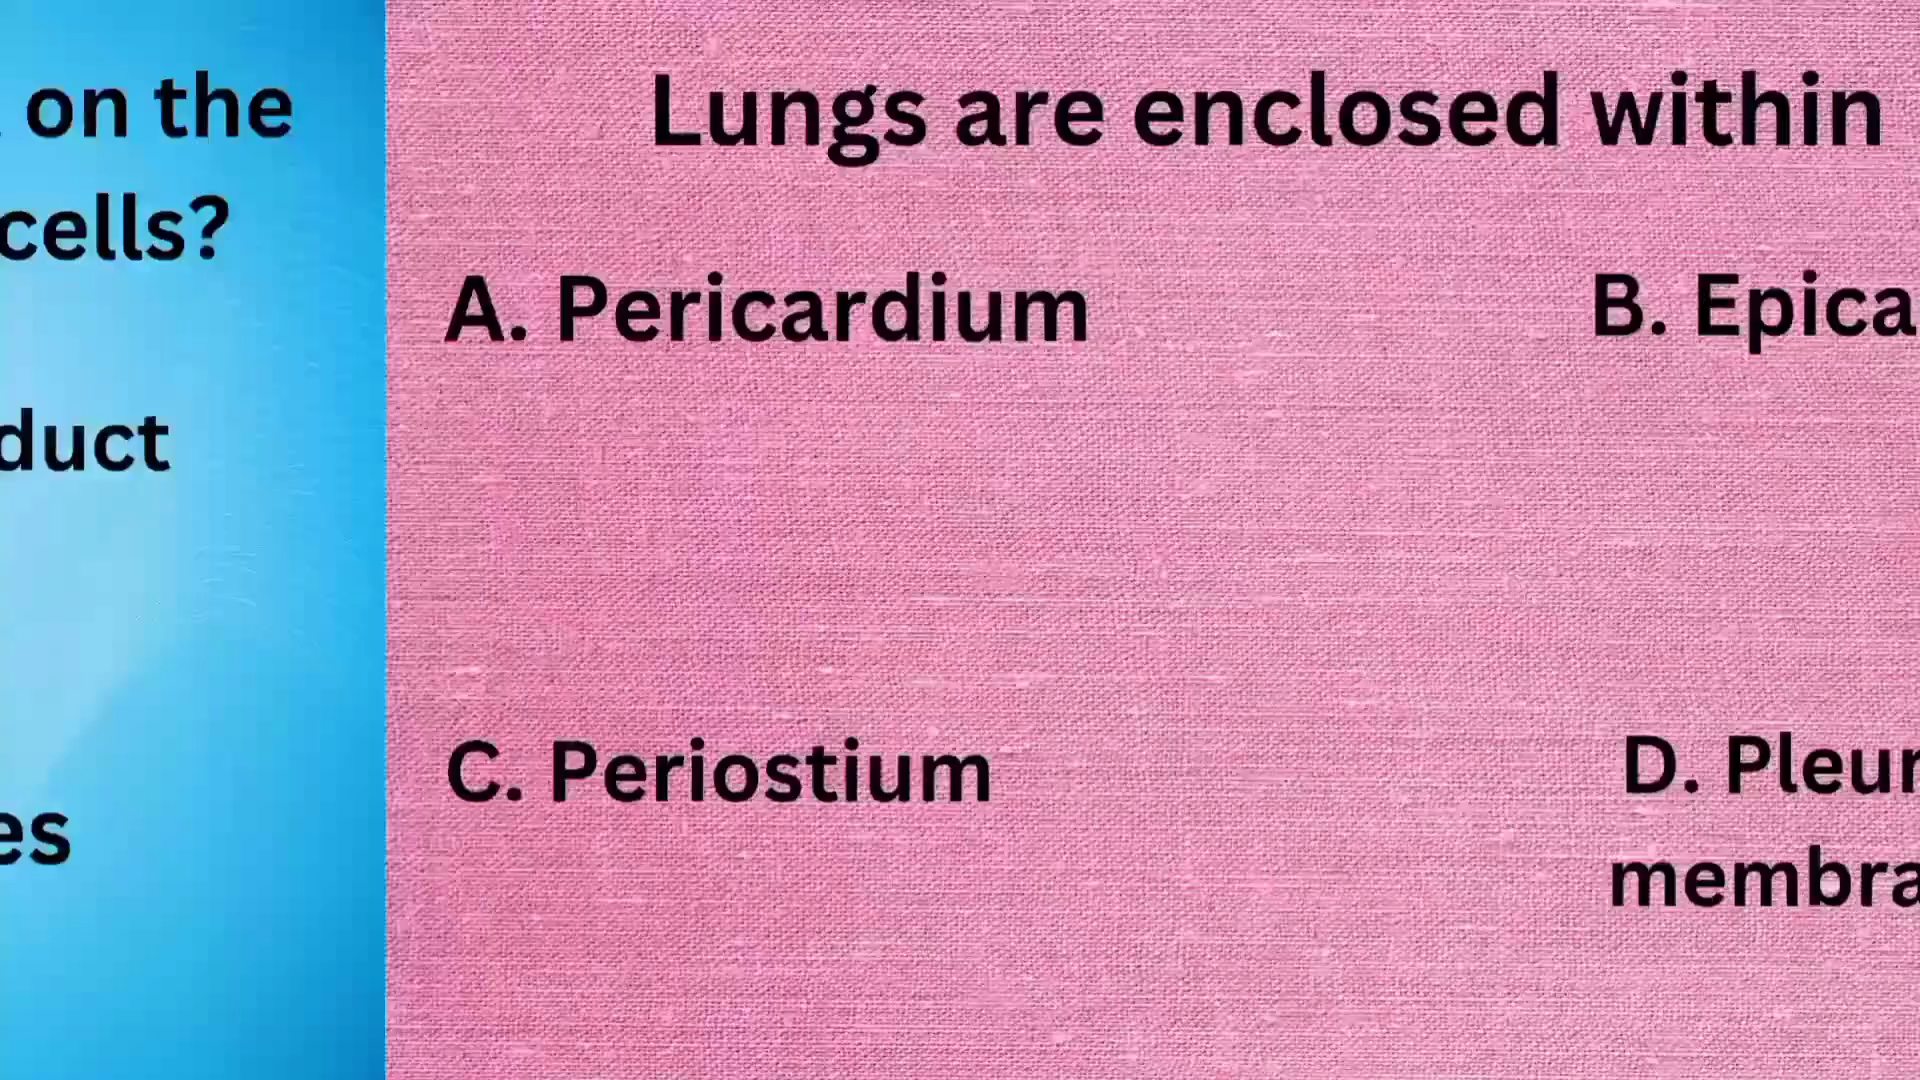 on the
cells?
duct
es
Lungs are enclosed within
A. Pericardium
B. Epica
C. Periostium
D. Pleur
membra